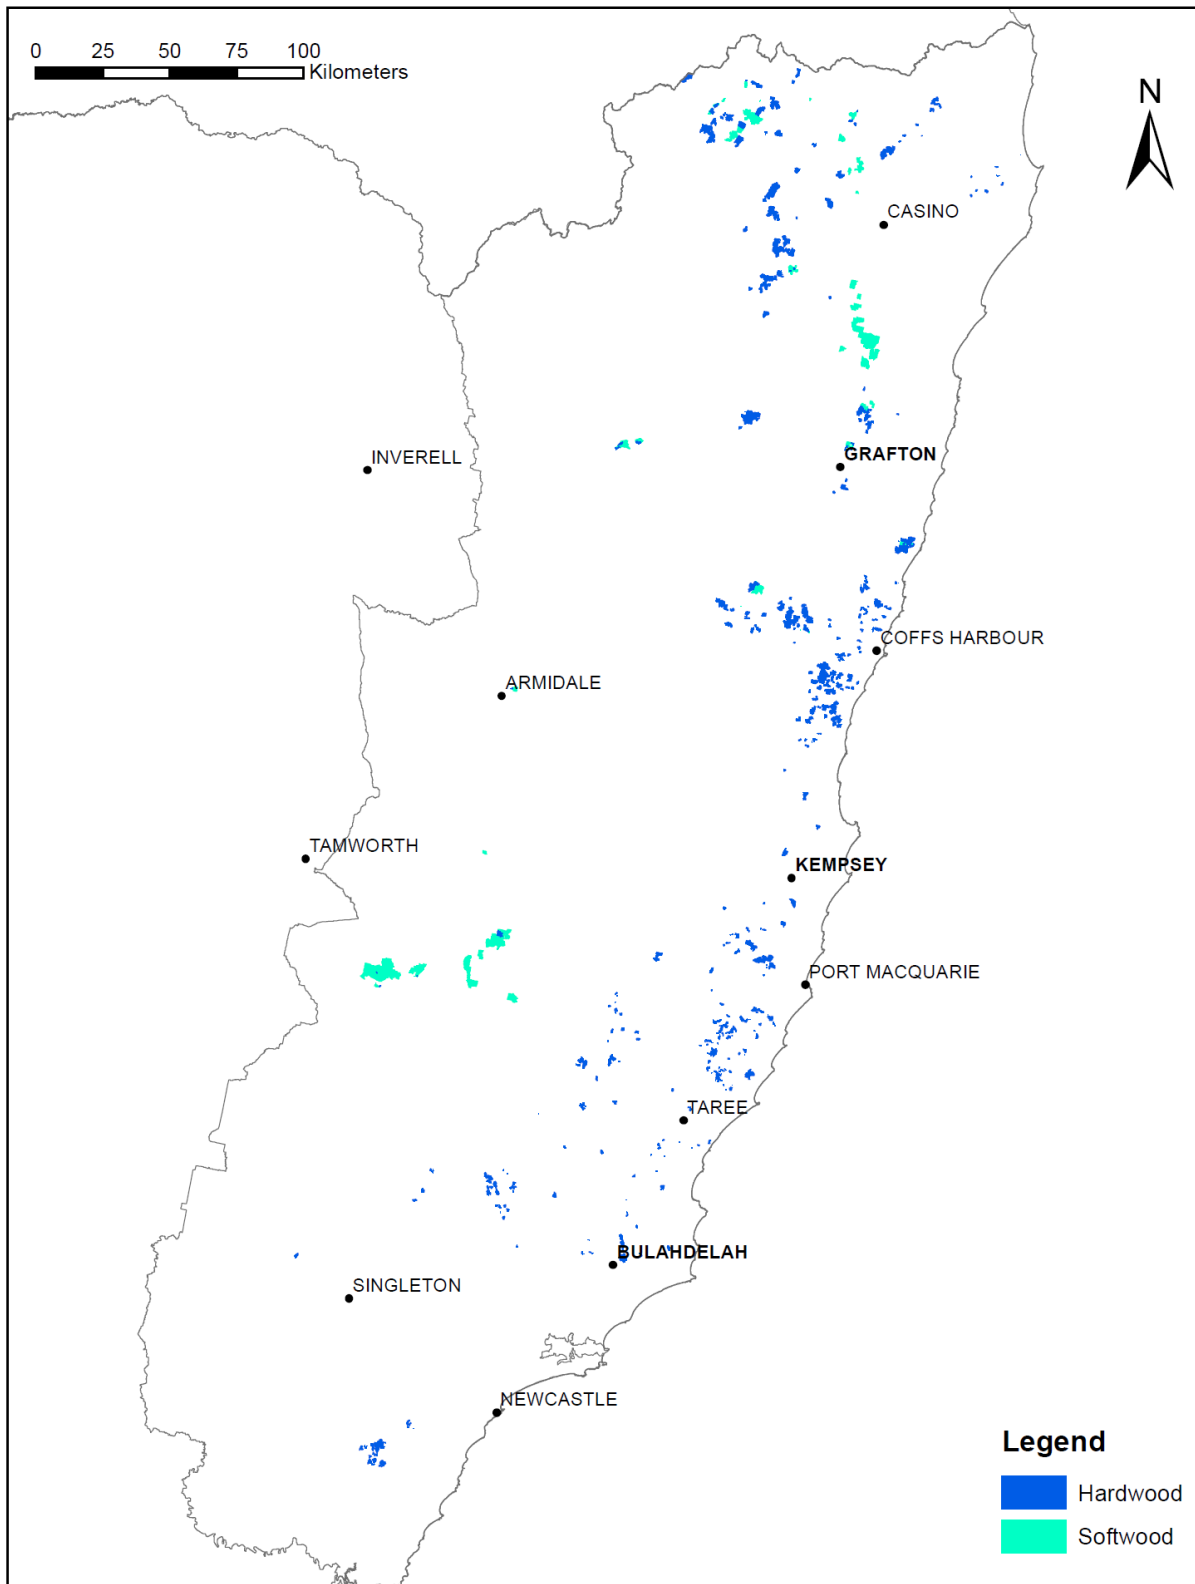 0 25 50 75 100
Kilometers
N
CASINO
INVERELL
GRAFTON
COFFS HARBOUR
ARMIDALE
TAMWORTH
KEMPSEY
PORT MACQUARIE
TAREE
BULAHDELAH
SINGLETON
NEWCASTLE
Legend
Hardwood
Softwood